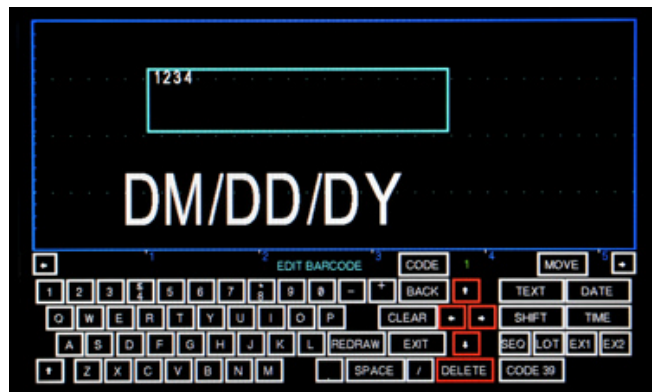 1234
DM/DD/DY
1 2 3 4 5
EDIT BARCODE CODE 1 MOVE
1 2 3 $ 4 5 6 7 * 8 9 0 - + BACK TEXT DATE
Q W E R T Y U I O P CLEAR SHIFT TIME
A S D F G H J K L REDRAW EXIT SEQ LOT EX1 EX2
Z X C V B N M . SPACE / DELETE CODE 39